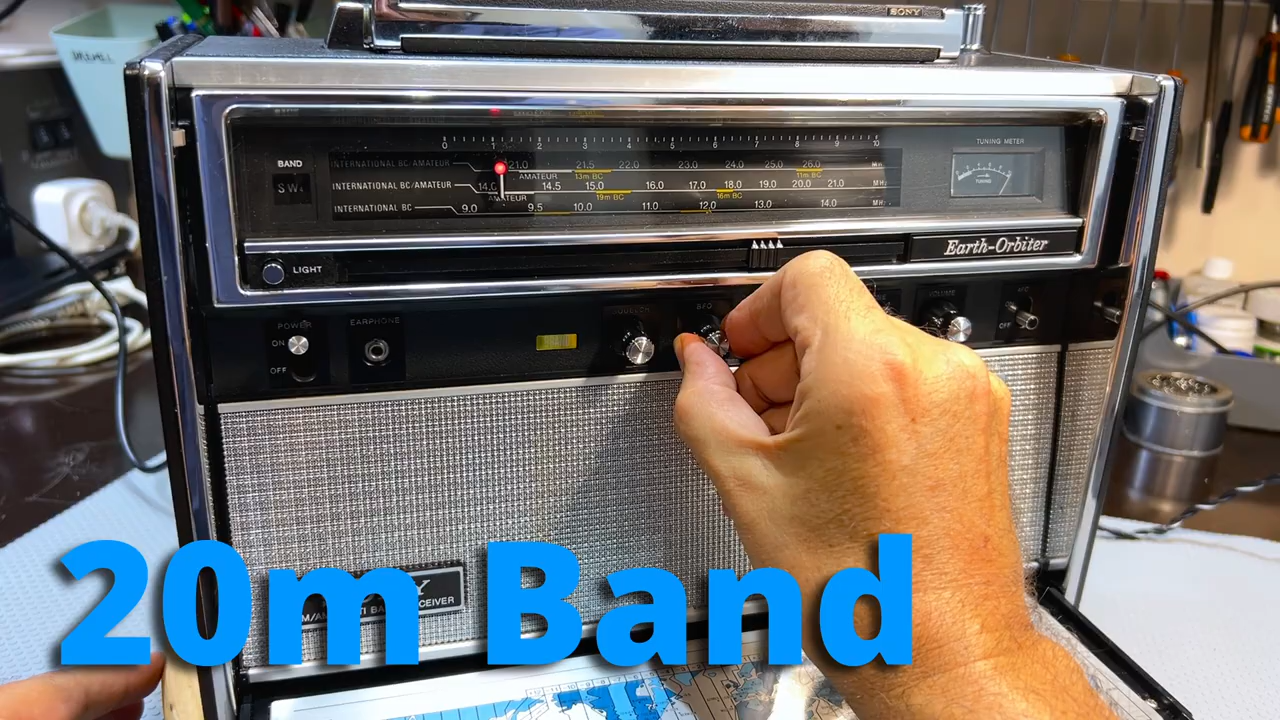 SONY
0 1 2 3 4 5 6 7 8 9 10
TUNING METER
BAND
INTERNATIONAL BC/AMATEUR 21.0 21.5 22.0 23.0 24.0 25.0 26.0 MHz
AMATEUR 13m BC 11m BC
SW
INTERNATIONAL BC/AMATEUR 14.0 14.5 15.0 16.0 17.0 18.0 19.0 20.0 21.0 MHz
AMATEUR 19m BC 16m BC
INTERNATIONAL BC 9.0 9.5 10.0 11.0 12.0 13.0 14.0 MHz
TUNING
Earth-Orbiter
LIGHT
POWER
ON
OFF
EARPHONE
SQUELCH
BFO
VOLUME
OFF
20m Band